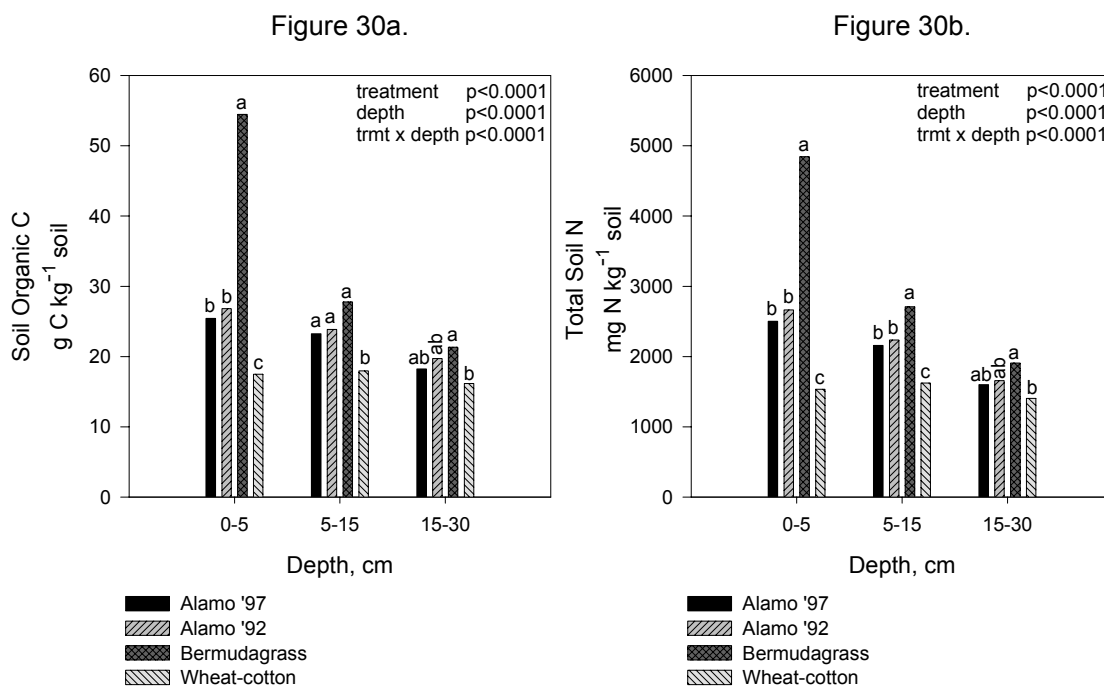 Figure 30a.
60
50
40
30
20
10
0
Soil Organic C
g C kg-1 soil
treatment p<0.0001
depth p<0.0001
trmt x depth p<0.0001
b
b
a
c
a
a
a
b
ab
ab
a
b
0-5
5-15
15-30
Depth, cm
Alamo '97
Alamo '92
Bermudagrass
Wheat-cotton
Figure 30b.
6000
5000
4000
3000
2000
1000
0
Total Soil N
mg N kg-1 soil
treatment p<0.0001
depth p<0.0001
trmt x depth p<0.0001
b
b
a
c
b
b
a
c
ab
ab
a
b
0-5
5-15
15-30
Depth, cm
Alamo '97
Alamo '92
Bermudagrass
Wheat-cotton